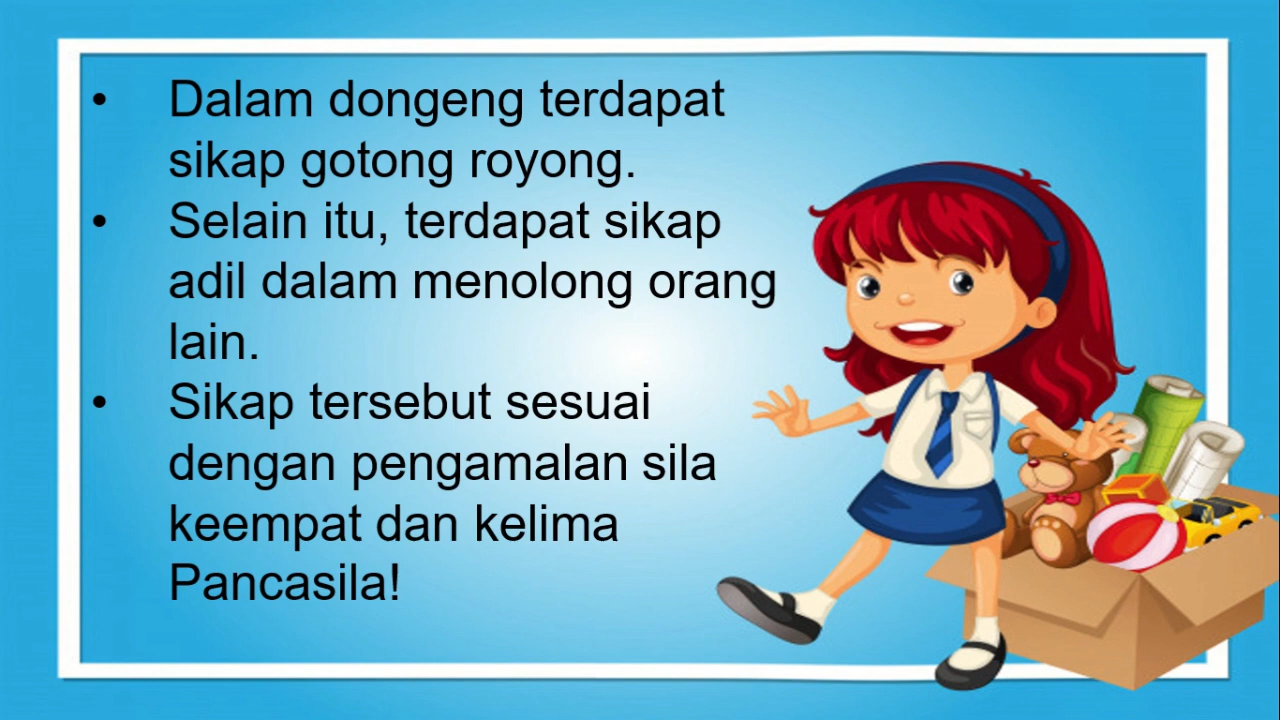 • Dalam dongeng terdapat
sikap gotong royong.
• Selain itu, terdapat sikap
adil dalam menolong orang
lain.
• Sikap tersebut sesuai
dengan pengamalan sila
keempat dan kelima
Pancasila!